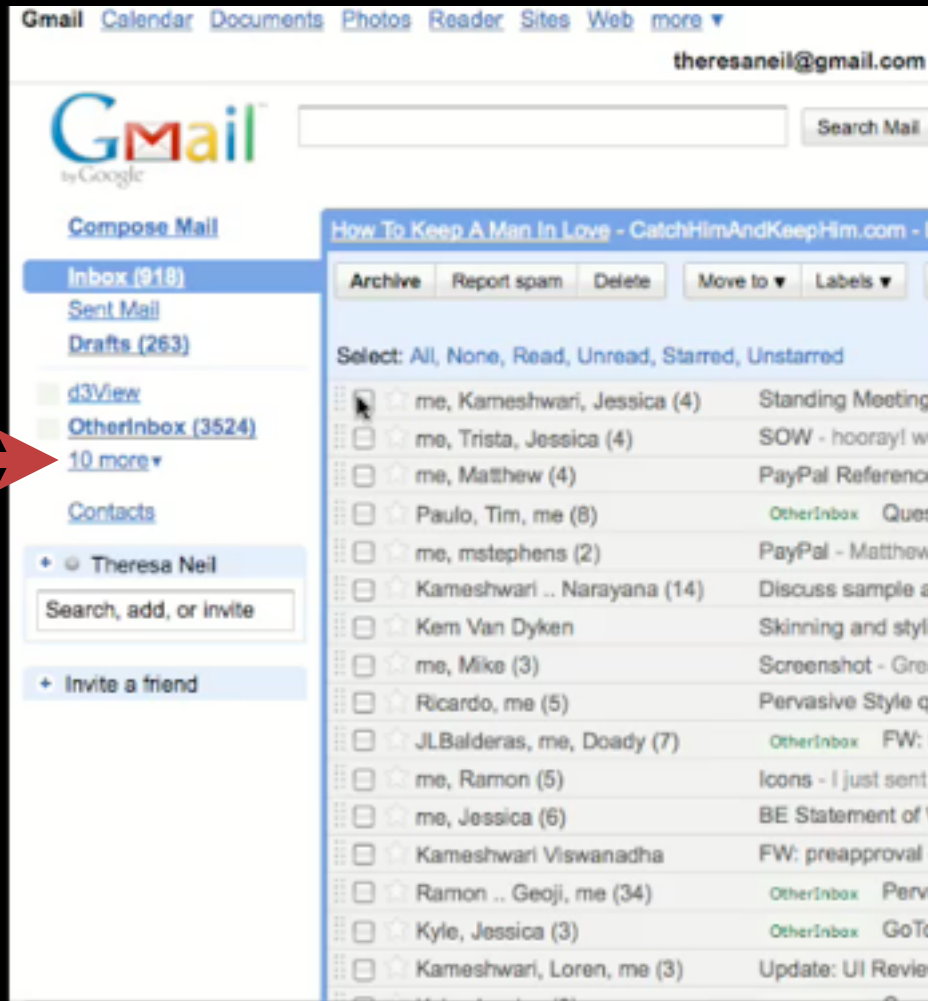 Gmail Calendar Documents Photos Reader Sites Web more ▼
theresaneil@gmail.com
Gmail™
by Google
Search Mail
Compose Mail
Inbox (918)
Sent Mail
Drafts (263)
d3View
OtherInbox (3524)
10 more▼
Contacts
+ Theresa Neil
Search, add, or invite
+ Invite a friend
How To Keep A Man In Love - CatchHimAndKeepHim.com -
Archive Report spam Delete Move to ▼ Labels ▼
Select: All, None, Read, Unread, Starred, Unstarred
me, Kameshwari, Jessica (4) Standing Meeting
me, Trista, Jessica (4) SOW - hooray! w
me, Matthew (4) PayPal Reference
Paulo, Tim, me (8) OtherInbox Ques
me, mstephens (2) PayPal - Matthew
Kameshwari .. Narayana (14) Discuss sample a
Kem Van Dyken Skinning and styli
me, Mike (3) Screenshot - Grea
Ricardo, me (5) Pervasive Style q
JLBalderas, me, Doady (7) OtherInbox FW:
me, Ramon (5) Icons - I just sent
me, Jessica (6) BE Statement of
Kameshwari Viswanadha FW: preapproval
Ramon .. Geoji, me (34) OtherInbox Perv
Kyle, Jessica (3) OtherInbox GoTo
Kameshwari, Loren, me (3) Update: UI Revie